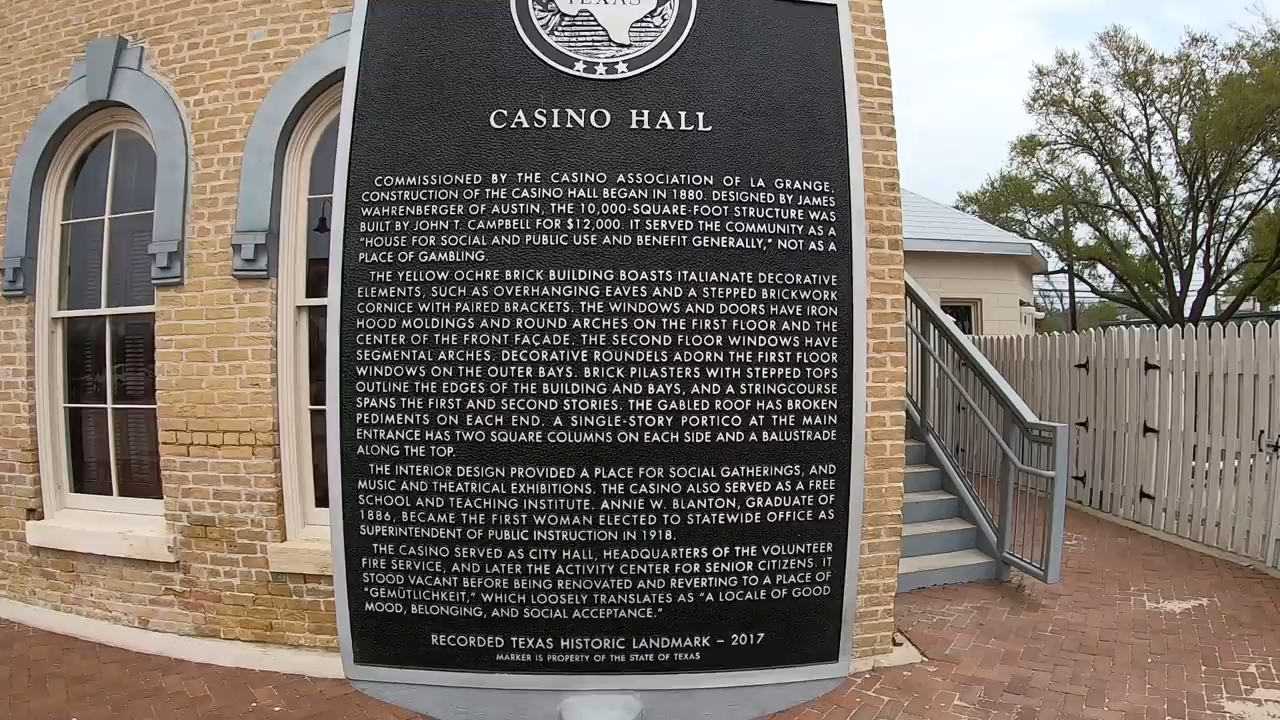 TEXAS
CASINO HALL
COMMISSIONED BY THE CASINO ASSOCIATION OF LA GRANGE,
CONSTRUCTION OF THE CASINO HALL BEGAN IN 1880. DESIGNED BY JAMES
WAHRENBERGER OF AUSTIN, THE 10,000-SQUARE-FOOT STRUCTURE WAS
BUILT BY JOHN T. CAMPBELL FOR $12,000. IT SERVED THE COMMUNITY AS A
"HOUSE FOR SOCIAL AND PUBLIC USE AND BENEFIT GENERALLY," NOT AS A
PLACE OF GAMBLING.
THE YELLOW OCHRE BRICK BUILDING BOASTS ITALIANATE DECORATIVE
ELEMENTS, SUCH AS OVERHANGING EAVES AND A STEPPED BRICKWORK
CORNICE WITH PAIRED BRACKETS. THE WINDOWS AND DOORS HAVE IRON
HOOD MOLDINGS AND ROUND ARCHES ON THE FIRST FLOOR AND THE
CENTER OF THE FRONT FAÇADE. THE SECOND FLOOR WINDOWS HAVE
SEGMENTAL ARCHES. DECORATIVE ROUNDELS ADORN THE FIRST FLOOR
WINDOWS ON THE OUTER BAYS. BRICK PILASTERS WITH STEPPED TOPS
OUTLINE THE EDGES OF THE BUILDING AND BAYS, AND A STRINGCOURSE
SPANS THE FIRST AND SECOND STORIES. THE GABLED ROOF HAS BROKEN
PEDIMENTS ON EACH END. A SINGLE-STORY PORTICO AT THE MAIN
ENTRANCE HAS TWO SQUARE COLUMNS ON EACH SIDE AND A BALUSTRADE
ALONG THE TOP.
THE INTERIOR DESIGN PROVIDED A PLACE FOR SOCIAL GATHERINGS, AND
MUSIC AND THEATRICAL EXHIBITIONS. THE CASINO ALSO SERVED AS A FREE
SCHOOL AND TEACHING INSTITUTE. ANNIE W. BLANTON, GRADUATE OF
1886, BECAME THE FIRST WOMAN ELECTED TO STATEWIDE OFFICE AS
SUPERINTENDENT OF PUBLIC INSTRUCTION IN 1918.
THE CASINO SERVED AS CITY HALL, HEADQUARTERS OF THE VOLUNTEER
FIRE SERVICE, AND LATER THE ACTIVITY CENTER FOR SENIOR CITIZENS. IT
STOOD VACANT BEFORE BEING RENOVATED AND REVERTING TO A PLACE OF
"GEMÜTLICHKEIT," WHICH LOOSELY TRANSLATES AS "A LOCALE OF GOOD
MOOD, BELONGING, AND SOCIAL ACCEPTANCE."
RECORDED TEXAS HISTORIC LANDMARK – 2017
MARKER IS PROPERTY OF THE STATE OF TEXAS